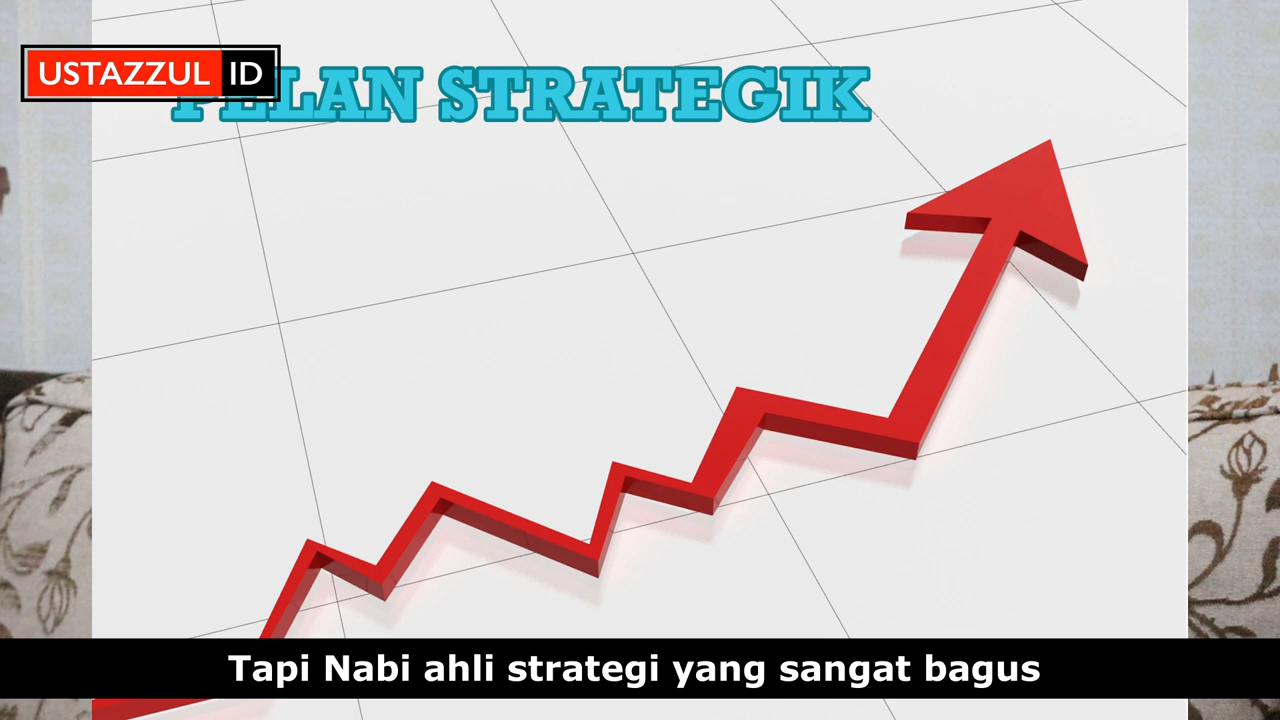 USTAZZUL ID
PELAN STRATEGIK
Tapi Nabi ahli strategi yang sangat bagus